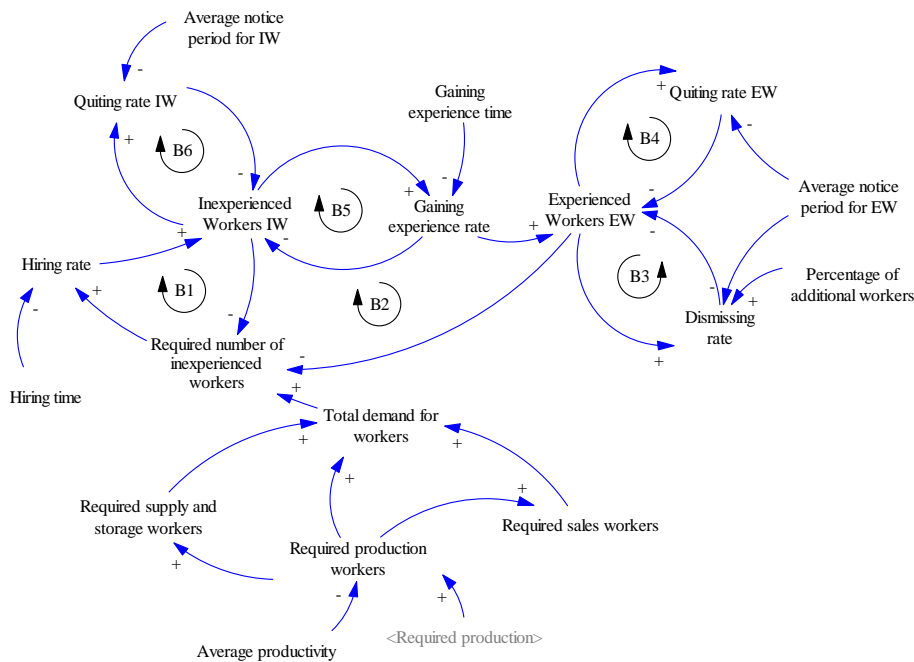 Average notice
period for IW
-
Quiting rate IW
+
B6
-
Gaining
experience time
-
+
Quiting rate EW
B4
-
-
Average notice
period for EW
Inexperienced
Workers IW
+
-
B5
+
Gaining
experience rate
+
Experienced
Workers EW
-
B3
-
+
Percentage of
additional workers
Dismissing
rate
+
Hiring rate
+
-
B1
B2
-
Required number of
inexperienced
workers
-
+
Hiring time
Total demand for
workers
+
+
+
Required supply and
storage workers
+
Required production
workers
+
Required sales workers
-
+
Average productivity
<Required production>